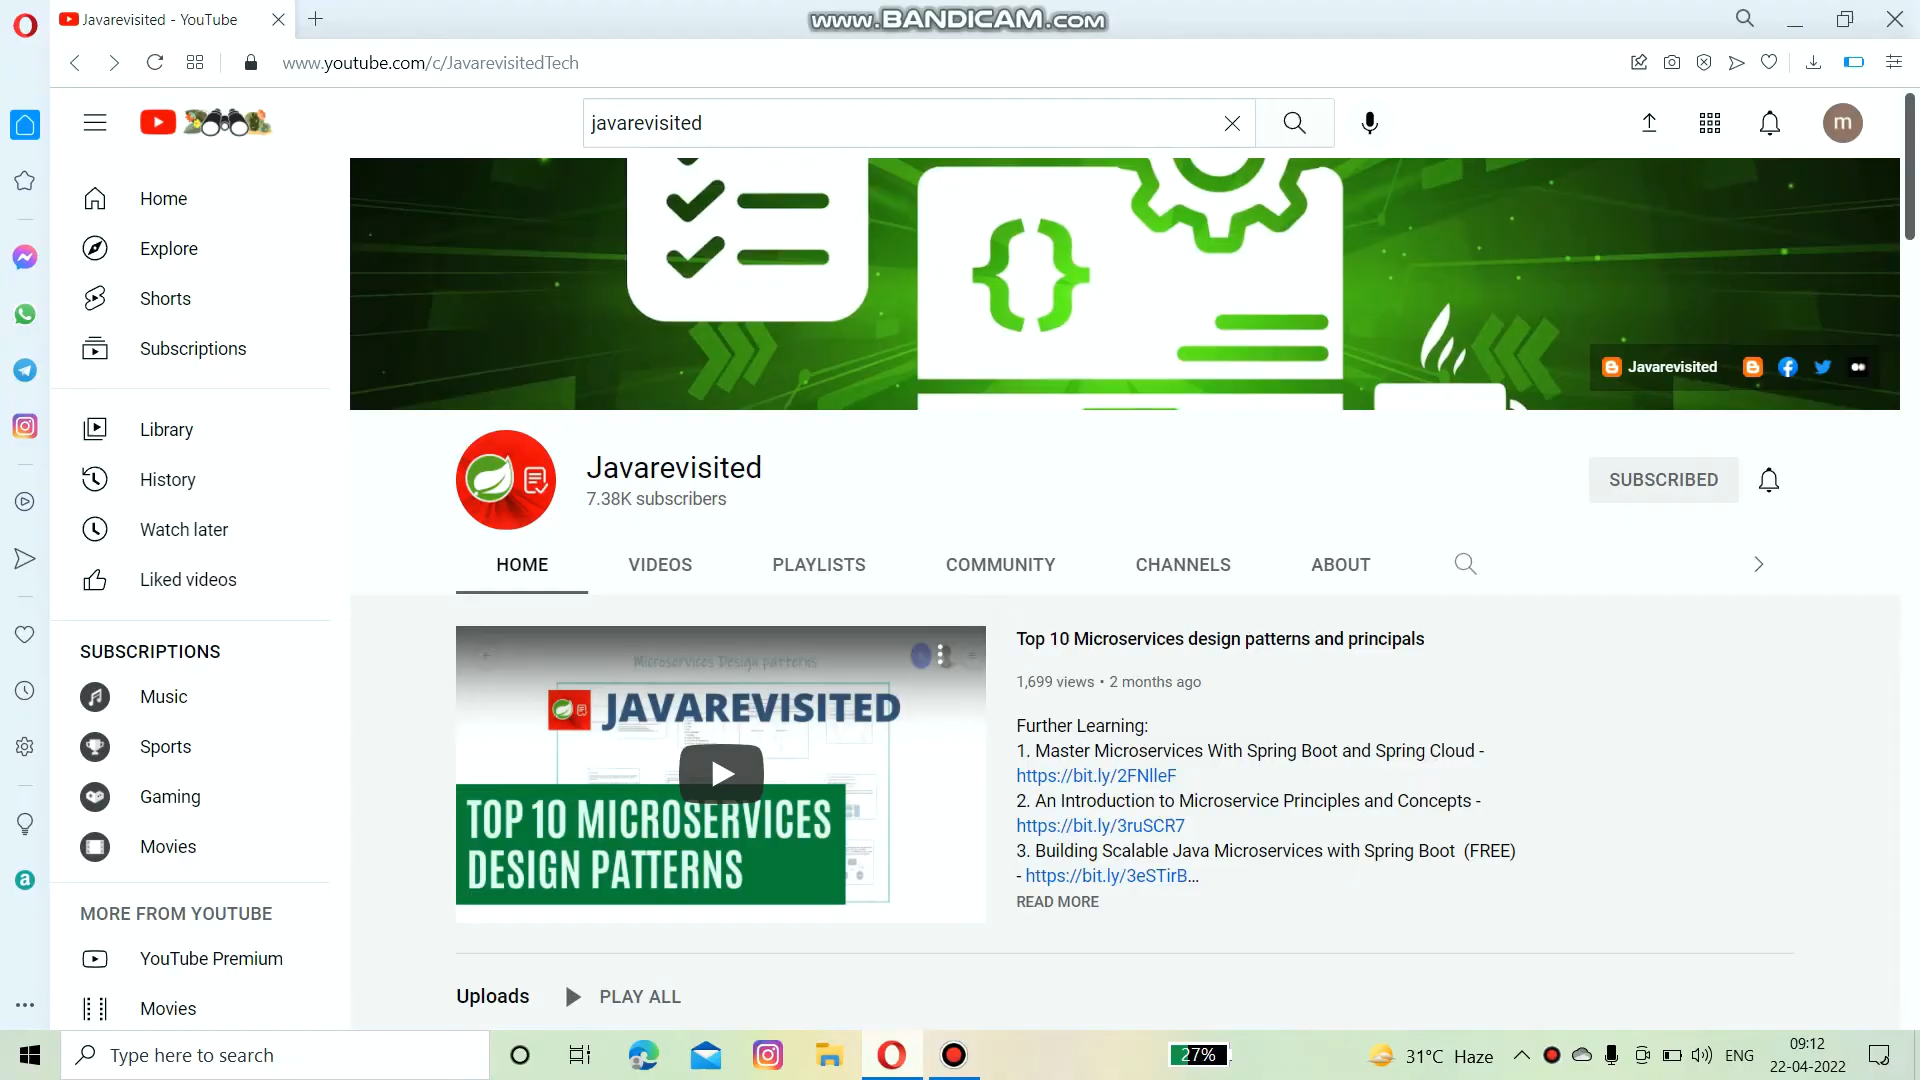 Javarevisited - YouTube
www.BANDICAM.com
www.youtube.com/c/JavarevisitedTech
javarevisited
m
Home
Explore
Shorts
Subscriptions
Library
History
Watch later
Liked videos
SUBSCRIPTIONS
Music
Sports
Gaming
Movies
MORE FROM YOUTUBE
YouTube Premium
Movies
Javarevisited
Javarevisited
7.38K subscribers
SUBSCRIBED
HOME
VIDEOS
PLAYLISTS
COMMUNITY
CHANNELS
ABOUT
Microservices Design patterns
JAVAREVISITED
TOP 10 MICROSERVICES
DESIGN PATTERNS
Top 10 Microservices design patterns and principals
1,699 views • 2 months ago
Further Learning:
1. Master Microservices With Spring Boot and Spring Cloud -
https://bit.ly/2FNlleF
2. An Introduction to Microservice Principles and Concepts -
https://bit.ly/3ruSCR7
3. Building Scalable Java Microservices with Spring Boot (FREE)
- https://bit.ly/3eSTirB...
READ MORE
Uploads
PLAY ALL
Type here to search
27%
31°C Haze
ENG
09:12
22-04-2022